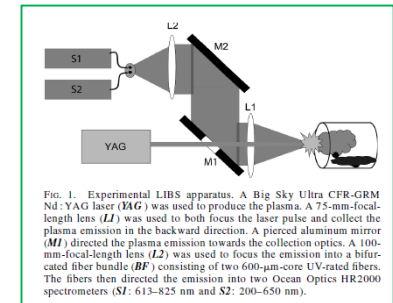 L2
S1
M2
S2
L1
YAG
M1
FIG. 1. Experimental LIBS apparatus. A Big Sky Ultra CFR-GRM
Nd:YAG laser (YAG) was used to produce the plasma. A 75-mm-focal-
length lens (L1) was used to both focus the laser pulse and collect the
plasma emission in the backward direction. A pierced aluminum mirror
(M1) directed the plasma emission towards the collection optics. A 100-
mm-focal-length lens (L2) was used to focus the emission into a bifur-
cated fiber bundle (BF) consisting of two 600-μm-core UV-rated fibers.
The fibers then directed the emission into two Ocean Optics HR2000
spectrometers (S1: 613–825 nm and S2: 200–650 nm).